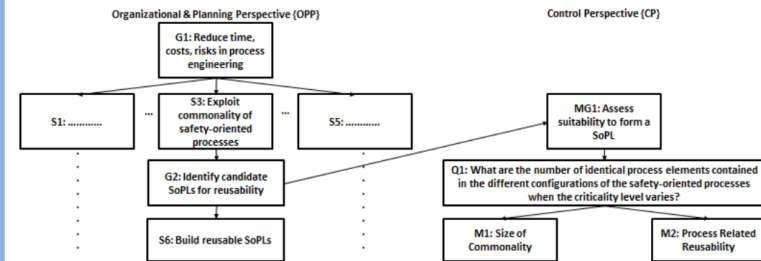 Organizational & Planning Perspective {OPP}
Control Perspective {CP}
G1: Reduce time,
costs, risks in process
engineering
S1: ............
...
S3: Exploit
commonality of
safety-oriented
processes
...
S5: ............
MG1: Assess
suitability to form a
SoPL
G2: Identify candidate
SoPLs for reusability
Q1: What are the number of identical process elements contained
in the different configurations of the safety-oriented processes
when the criticality level varies?
S6: Build reusable SoPLs
M1: Size of
Commonality
M2: Process Related
Reusability